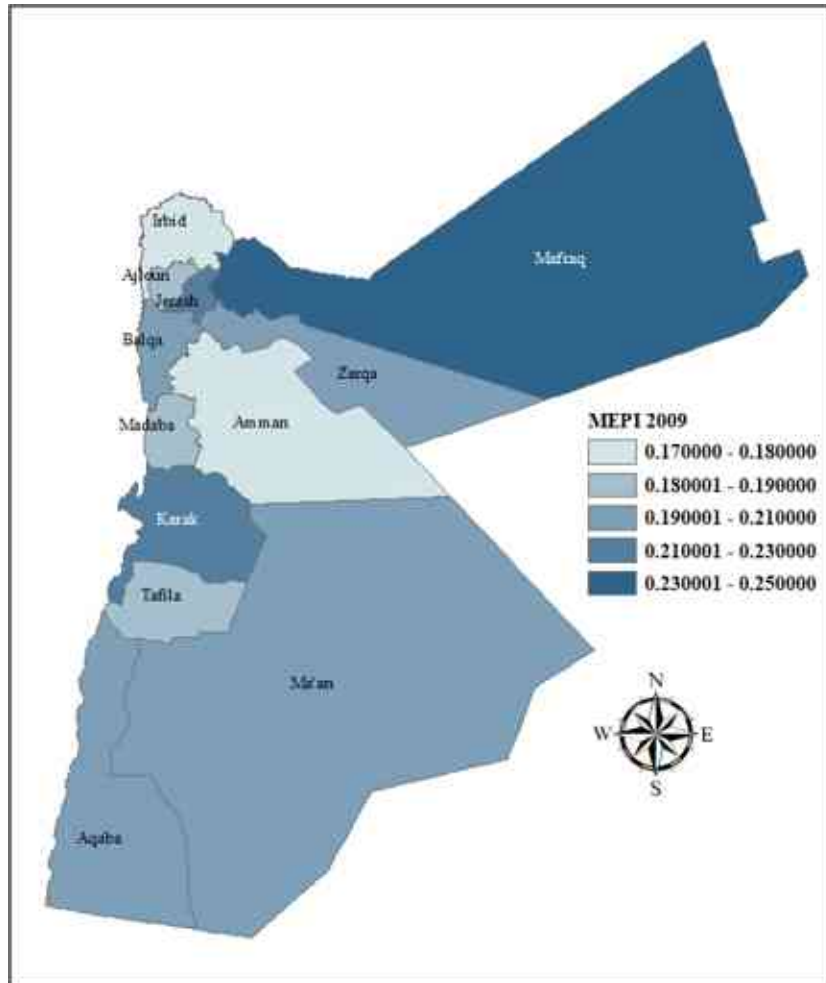 Irbid
Mafraq
Ajloun
Jerash
Balqa
Zarqa
Madaba
Amman
MEPI 2009
0.170000 - 0.180000
0.180001 - 0.190000
0.190001 - 0.210000
0.210001 - 0.230000
0.230001 - 0.250000
Karak
Tafila
Ma'an
N
W
E
S
Aqaba